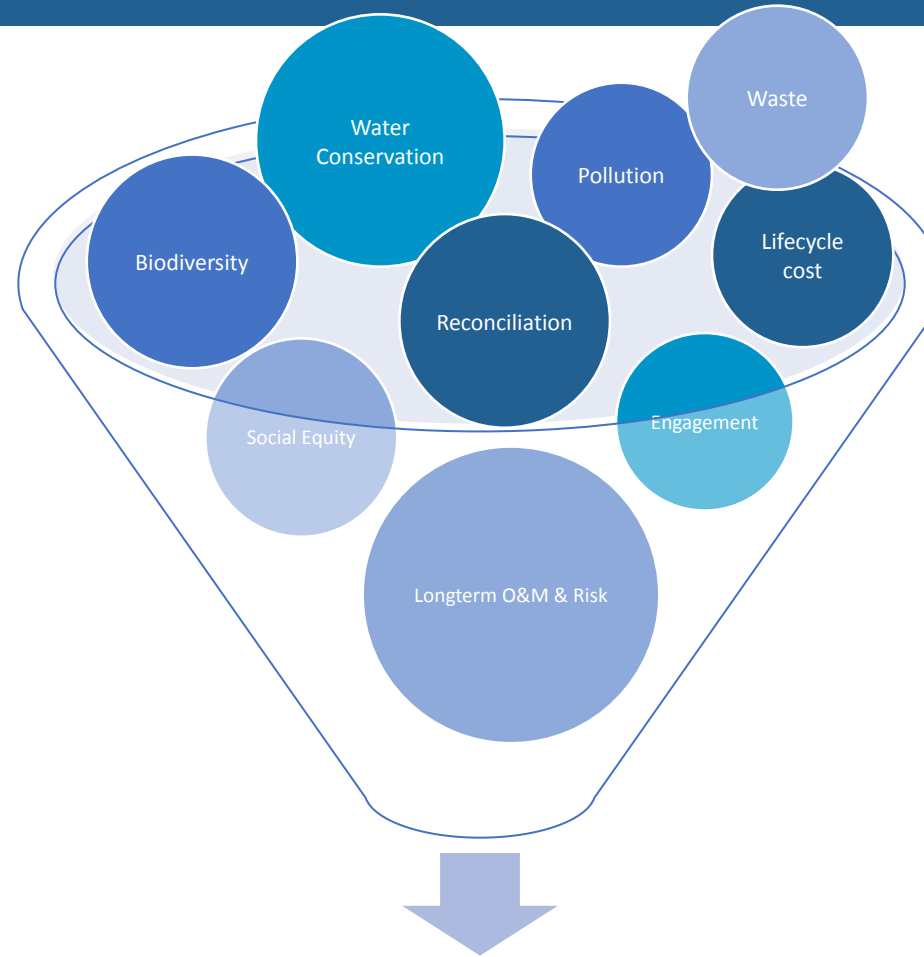 Waste
Water
Conservation
Pollution
Biodiversity
Lifecycle
cost
Reconciliation
Social Equity
Engagement
Longterm O&M & Risk